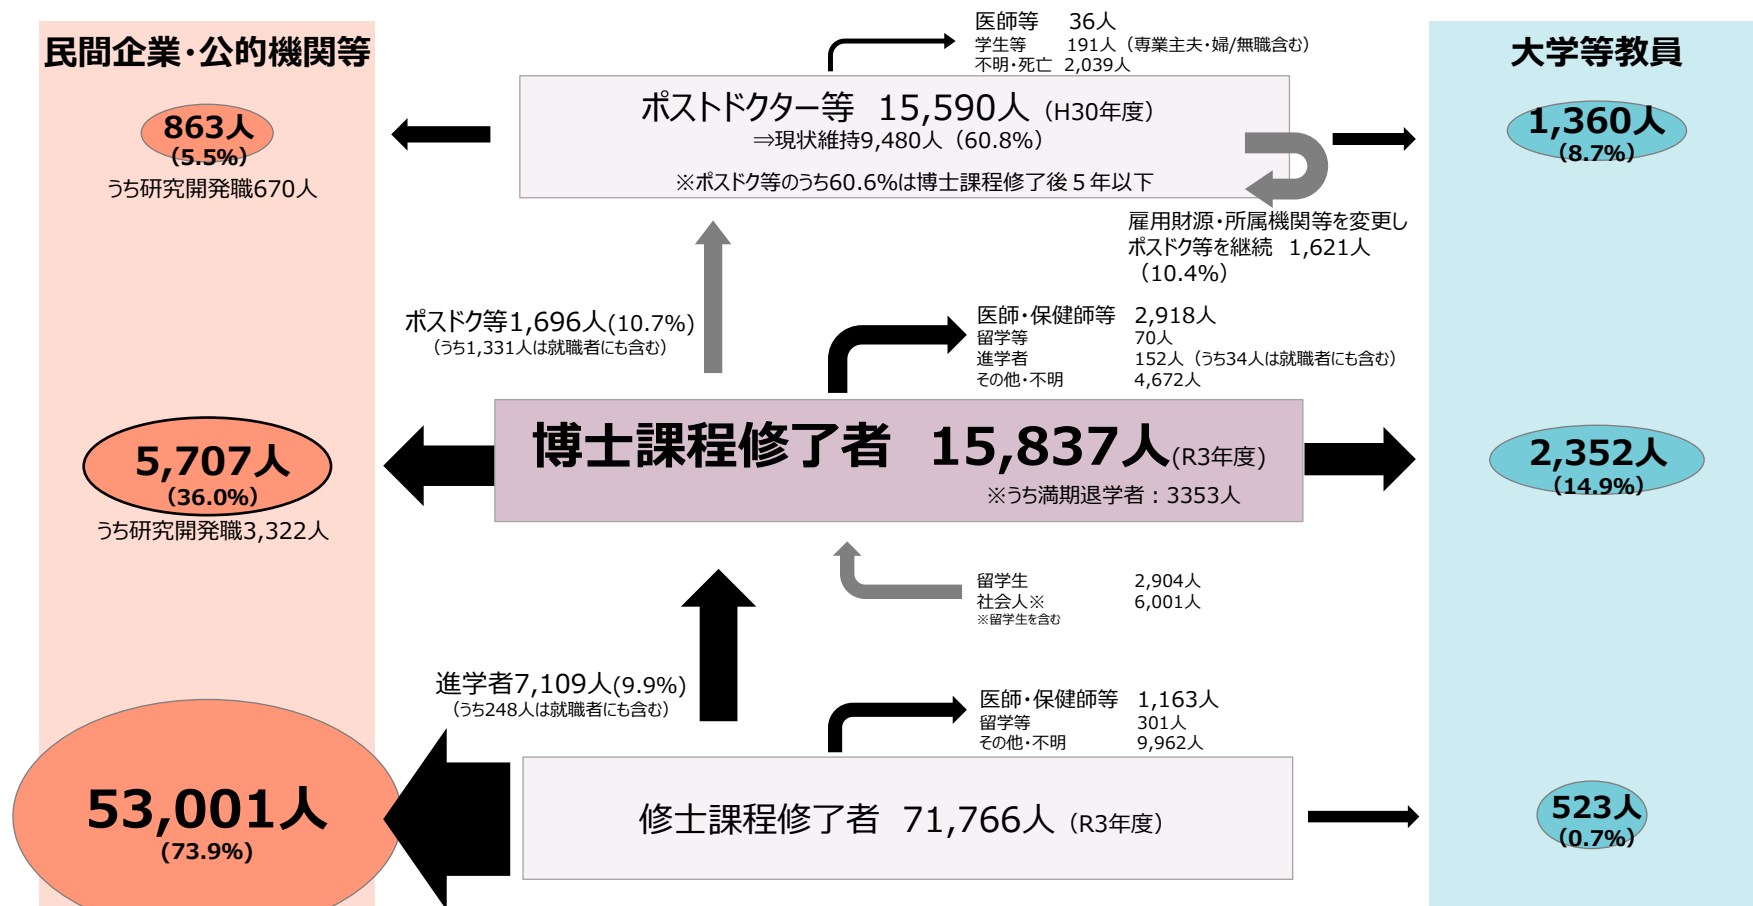 民間企業・公的機関等
大学等教員
医師等 36人
学生等 191人（専業主夫・婦/無職含む）
不明・死亡 2,039人
ポストドクター等 15,590人（H30年度）
⇒現状維持9,480人（60.8%）
※ポスドク等のうち60.6%は博士課程修了後５年以下
863人
（5.5%）
うち研究開発職670人
1,360人
（8.7%）
雇用財源・所属機関等を変更し
ポスドク等を継続 1,621人
（10.4%）
ポスドク等1,696人(10.7%)
（うち1,331人は就職者にも含む）
医師・保健師等 2,918人
留学等 70人
進学者 152人（うち34人は就職者にも含む）
その他・不明 4,672人
博士課程修了者 15,837人(R3年度)
※うち満期退学者：3353人
5,707人
（36.0%）
うち研究開発職3,322人
2,352人
（14.9%）
留学生 2,904人
社会人※ 6,001人
※留学生を含む
進学者7,109人(9.9%)
（うち248人は就職者にも含む）
医師・保健師等 1,163人
留学等 301人
その他・不明 9,962人
修士課程修了者 71,766人（R3年度）
53,001人
(73.9%)
523人
（0.7%）